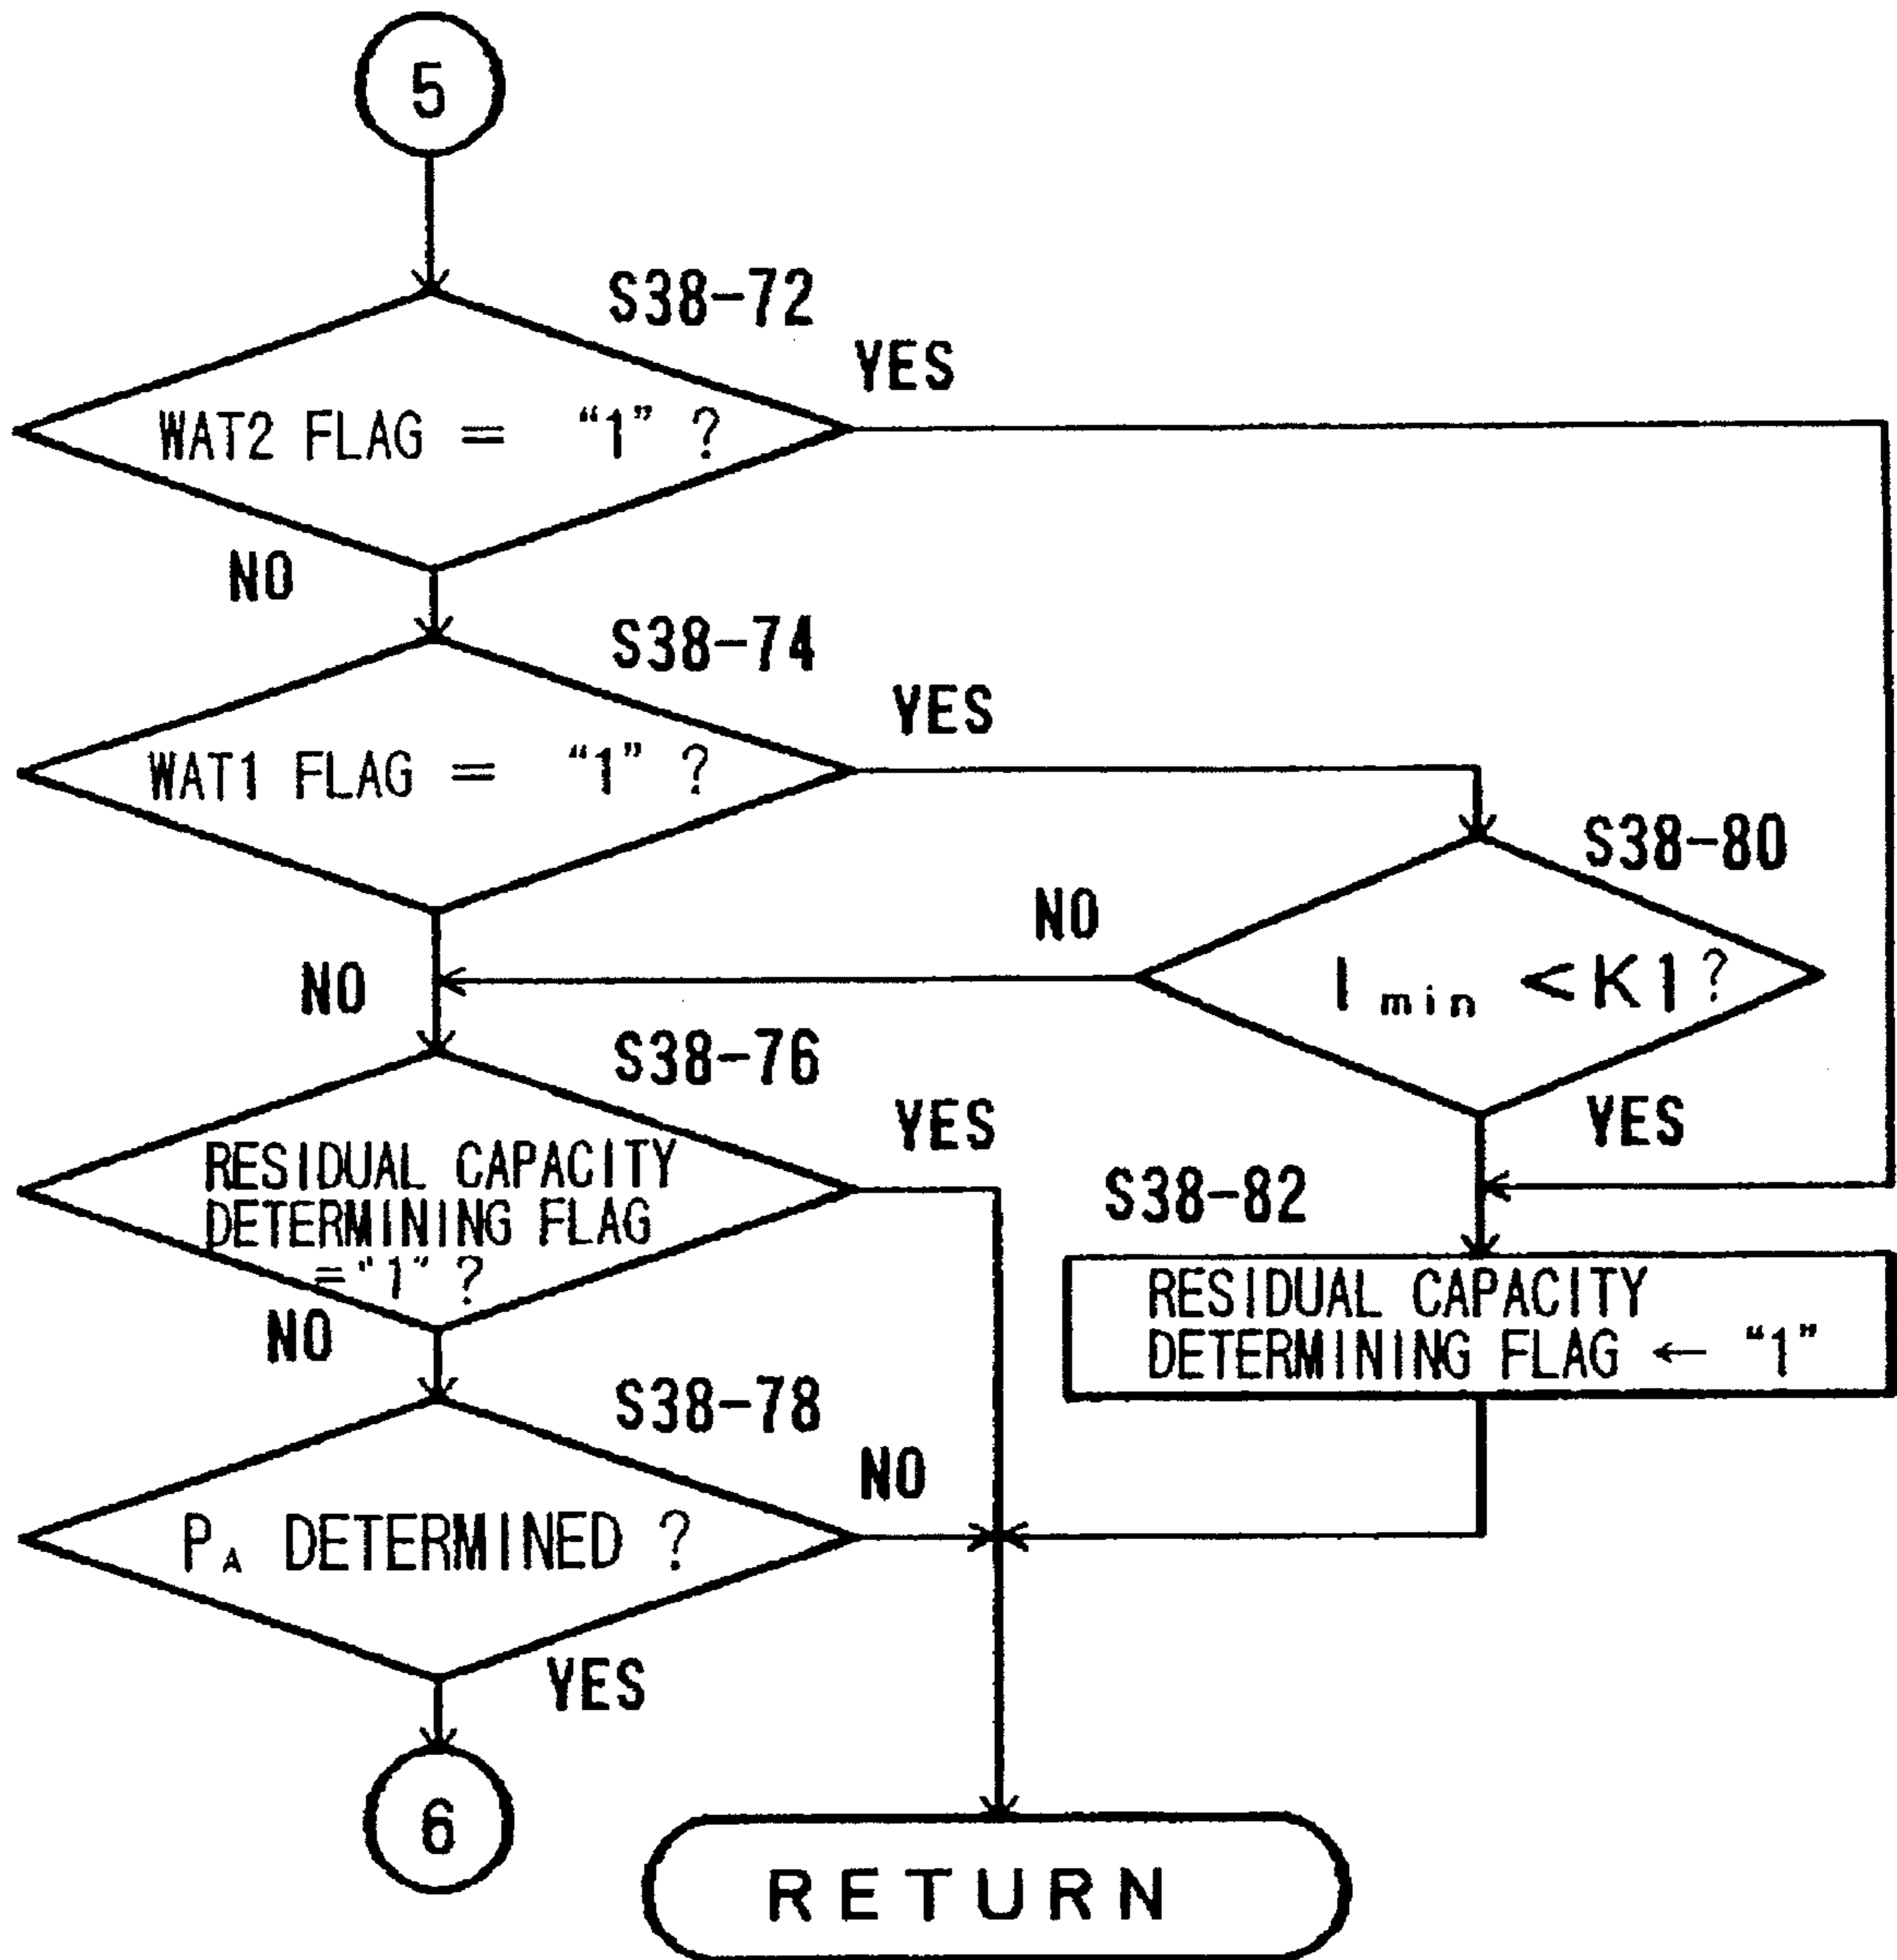 5
S38-72
YES
WAT2 FLAG = “1” ?
NO
S38-74
YES
WAT1 FLAG = “1” ?
S38-80
NO
I min < K1 ?
NO
S38-76
YES
YES
RESIDUAL CAPACITY
DETERMINING FLAG
=“1” ?
S38-82
RESIDUAL CAPACITY
DETERMINING FLAG ← “1”
NO
S38-78
NO
PA DETERMINED ?
YES
6
RETURN